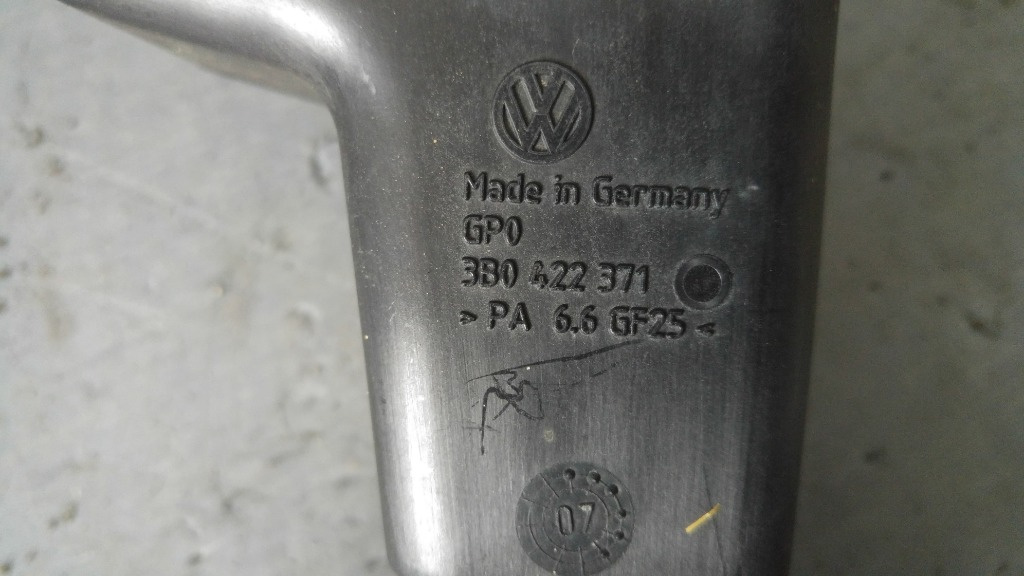 Made in Germany
GPO
3B0 422 371
> PA 6.6 GF25 <
07